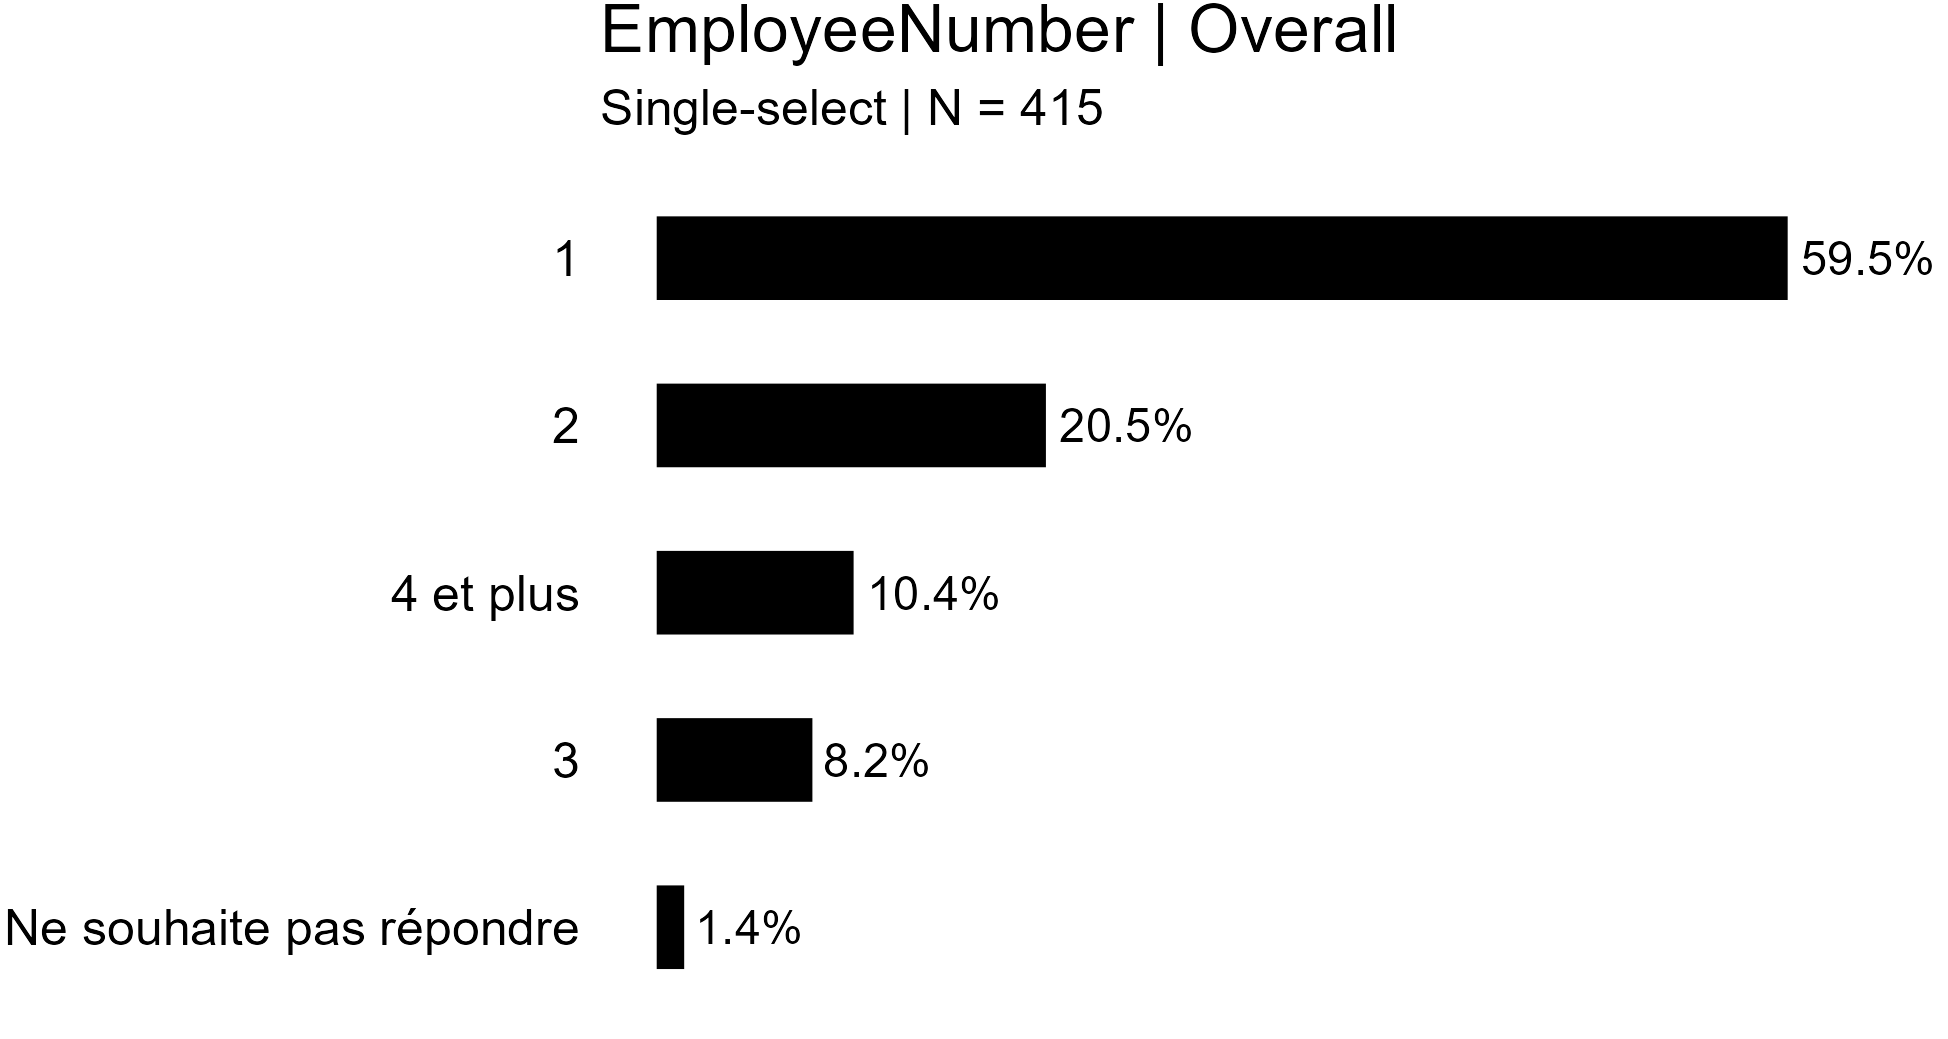 EmployeeNumber | Overall
Single-select | N = 415
1 59.5%
2 20.5%
4 et plus 10.4%
3 8.2%
Ne souhaite pas répondre 1.4%